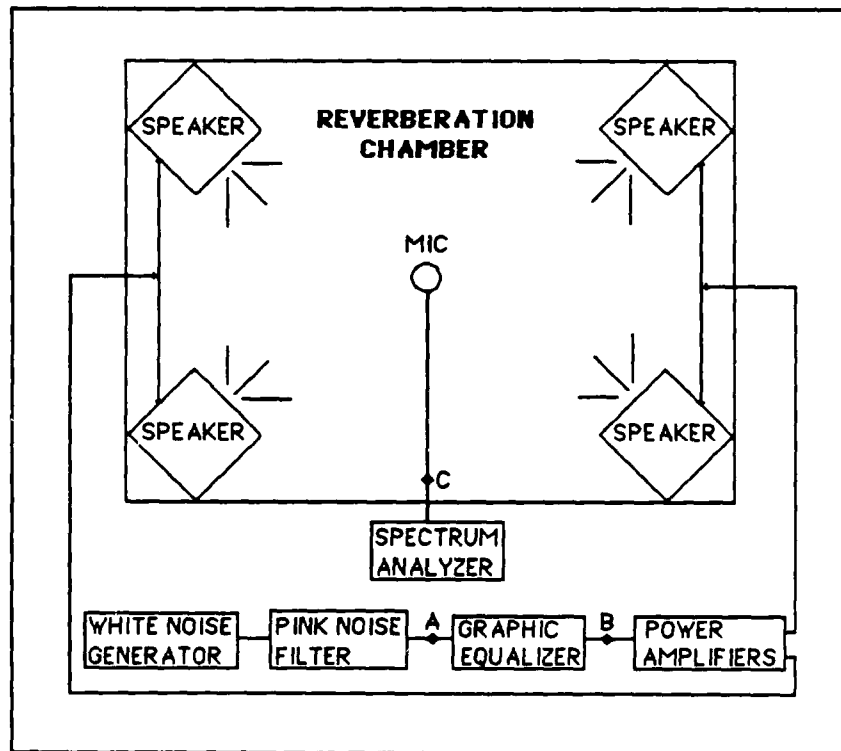 SPEAKER
REVERBERATION
CHAMBER
SPEAKER
MIC
SPEAKER
SPEAKER
C
SPECTRUM
ANALYZER
WHITE NOISE
GENERATOR
PINK NOISE
FILTER
A
GRAPHIC
EQUALIZER
B
POWER
AMPLIFIERS